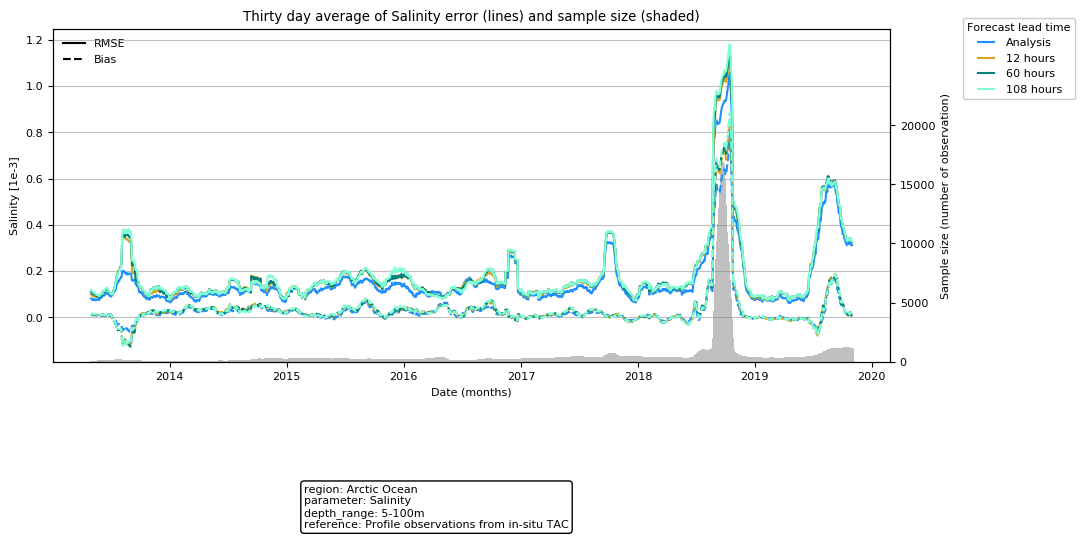 Thirty day average of Salinity error (lines) and sample size (shaded)
RMSE
Bias
Forecast lead time
Analysis
12 hours
60 hours
108 hours
Salinity [1e-3]
1.2
1.0
0.8
0.6
0.4
0.2
0.0
20000
15000
10000
5000
0
Sample size (number of observation)
2014
2015
2016
2017
2018
2019
2020
Date (months)
region: Arctic Ocean
parameter: Salinity
depth_range: 5-100m
reference: Profile observations from in-situ TAC